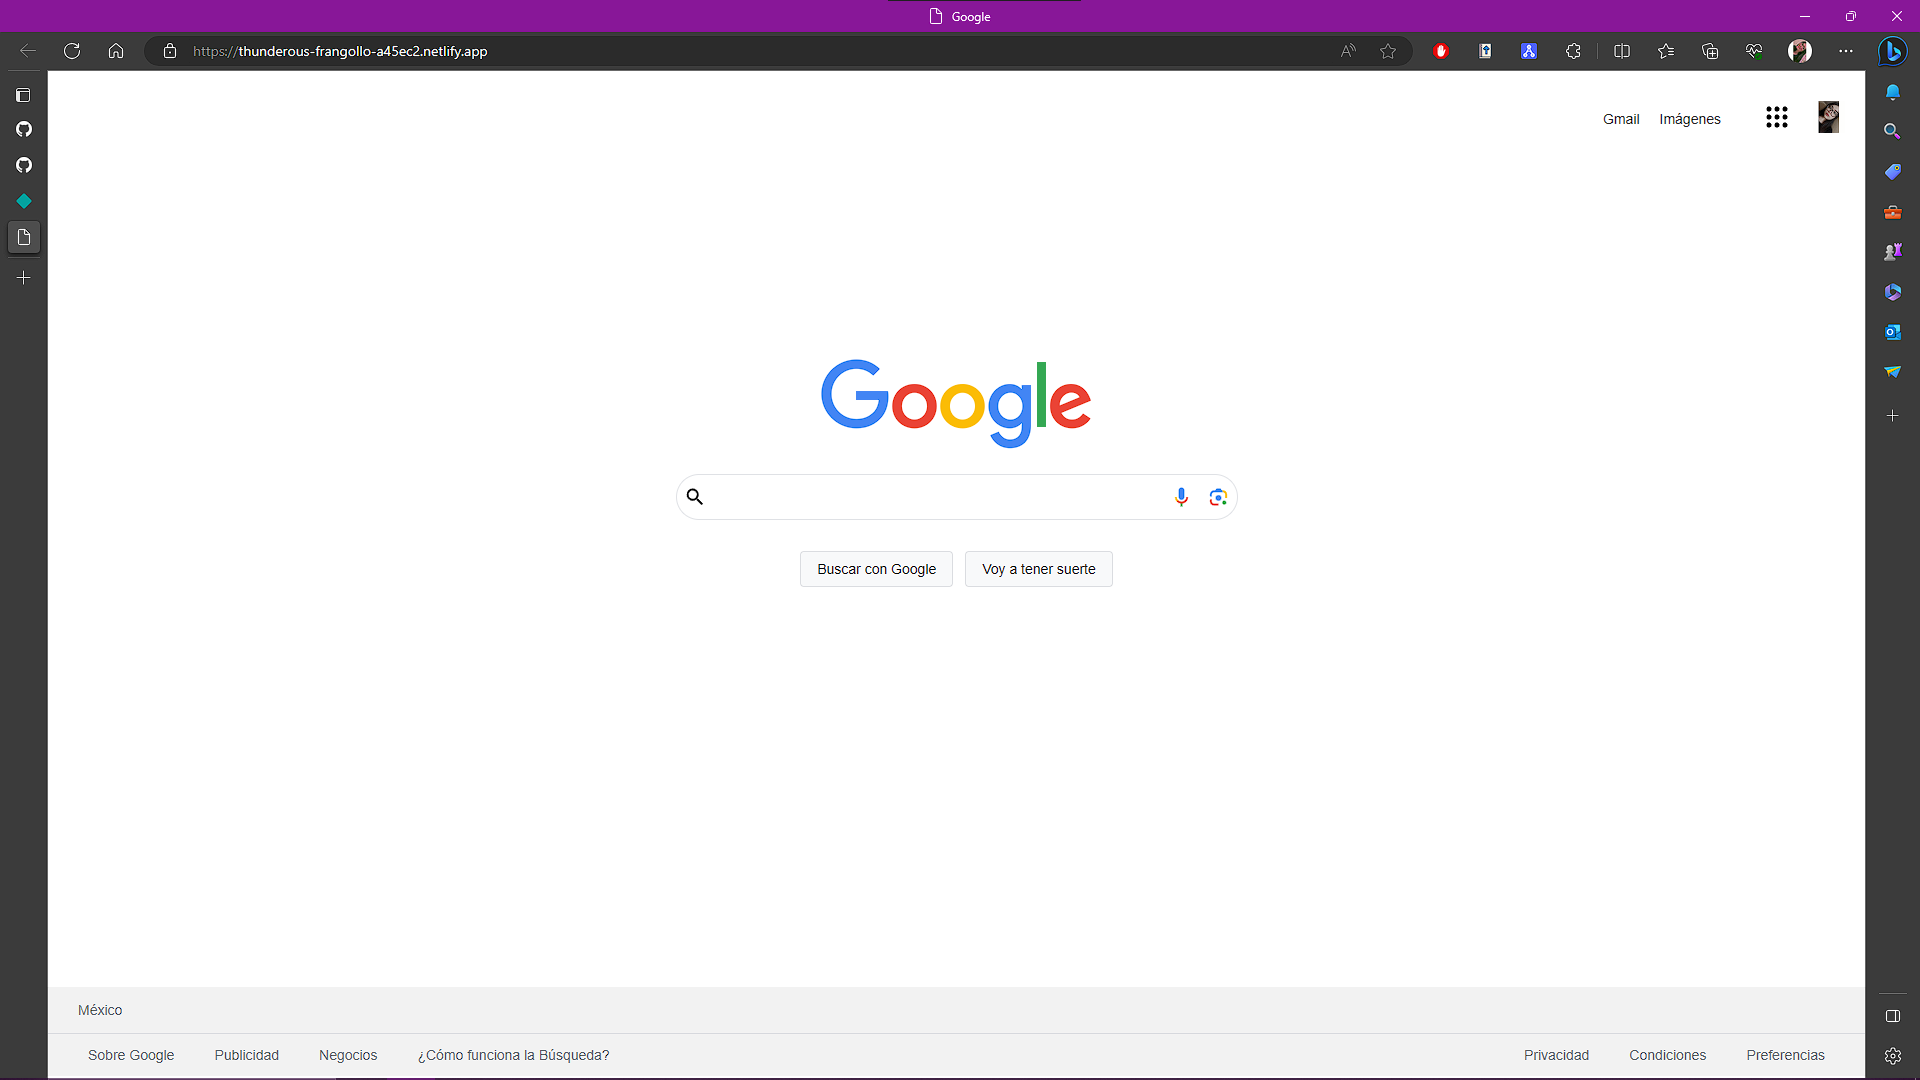 Google
https://thunderous-frangollo-a45ec2.netlify.app
Gmail Imágenes
Google
Buscar con Google Voy a tener suerte
México
Sobre Google Publicidad Negocios ¿Cómo funciona la Búsqueda? Privacidad Condiciones Preferencias